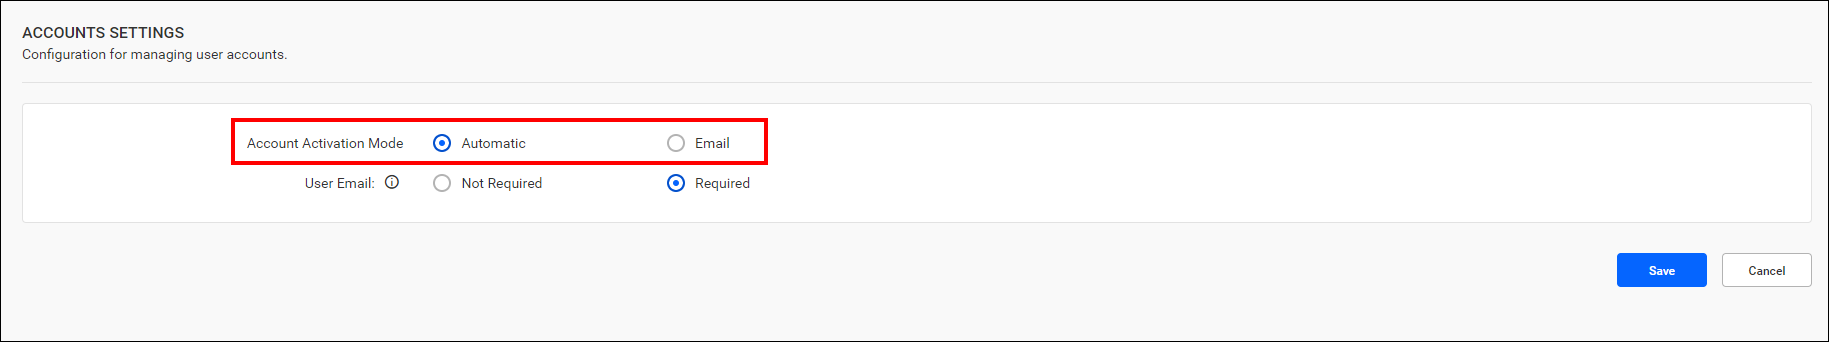 ACCOUNTS SETTINGS
Configuration for managing user accounts.
Account Activation Mode Automatic Email
User Email: Not Required Required
Save Cancel